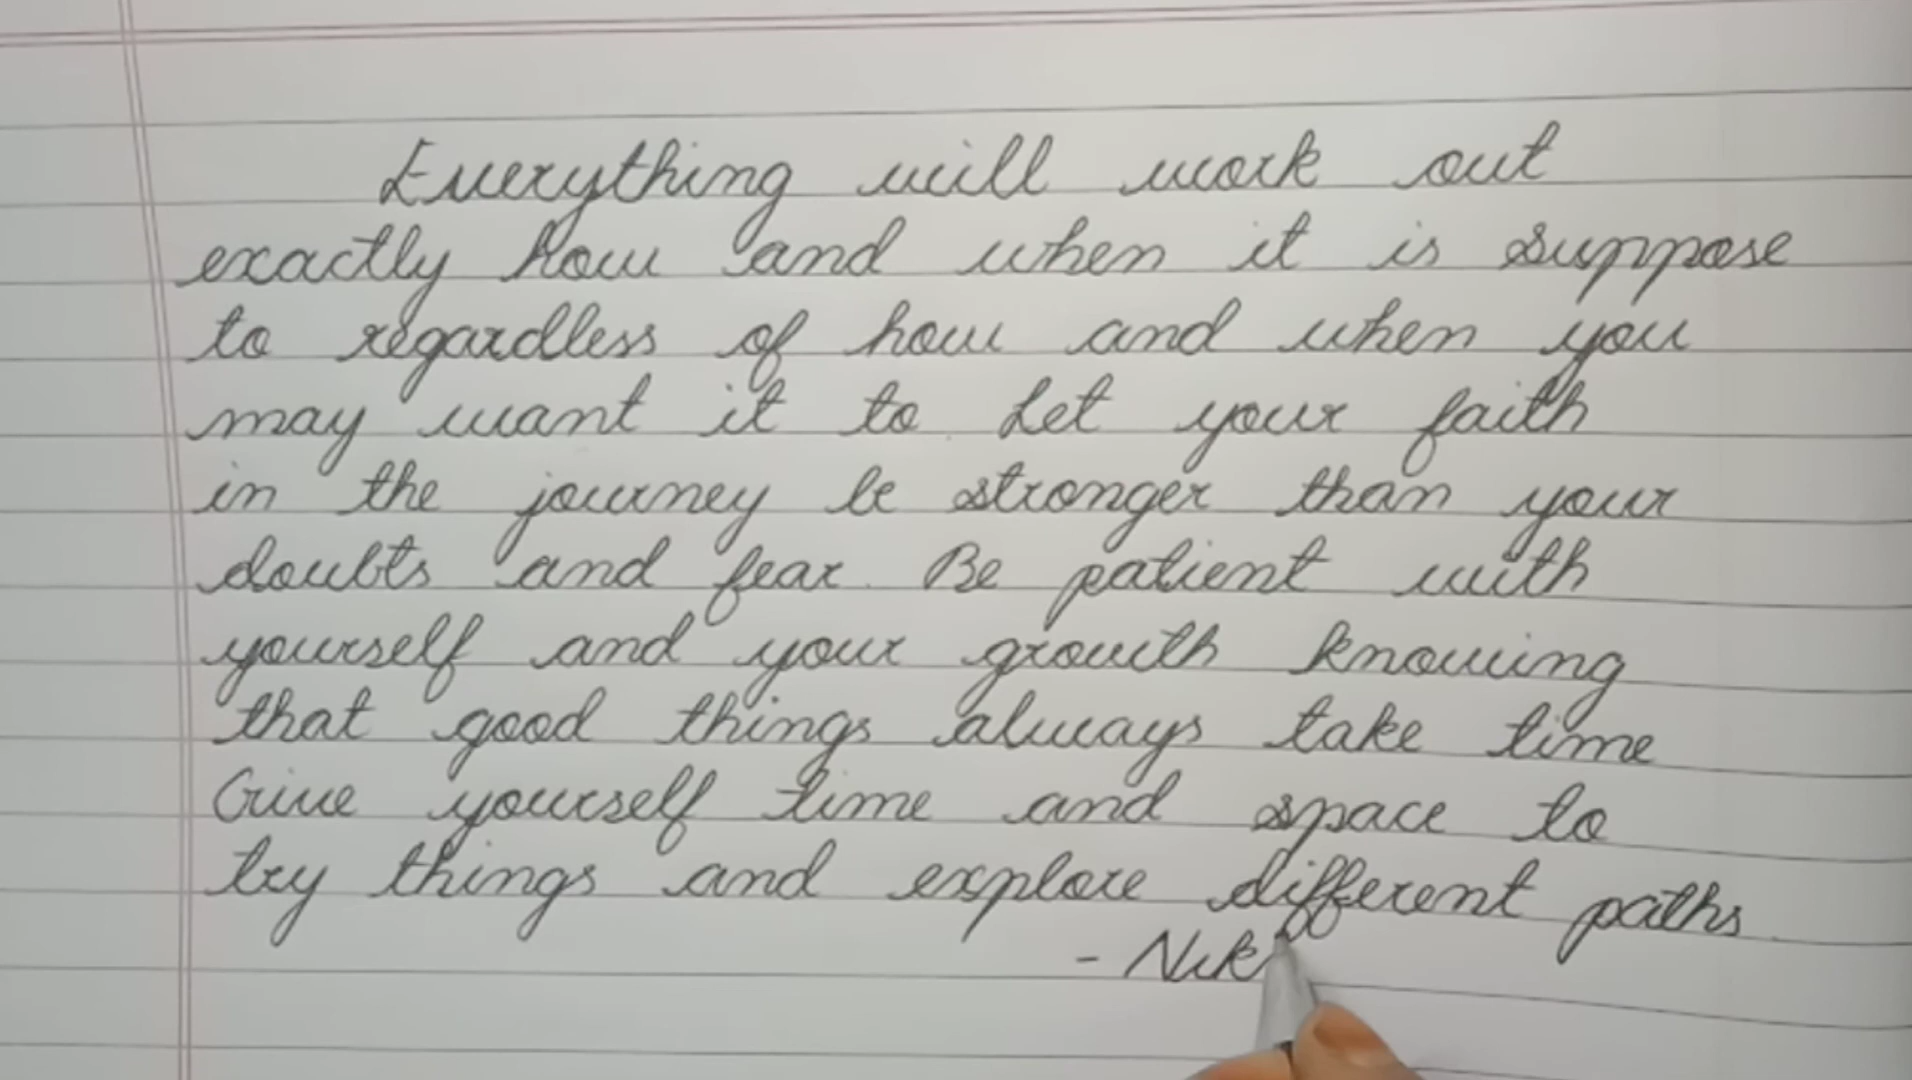 Everything will work out
exactly how and when it is suppose
to regardless of how and when you
may want it to Let your faith
in the journey be stronger than your
doubts and fear. Be patient with
yourself and your growth knowing
that good things always take time
Give yourself time and space to
try things and explore different paths
- Nik